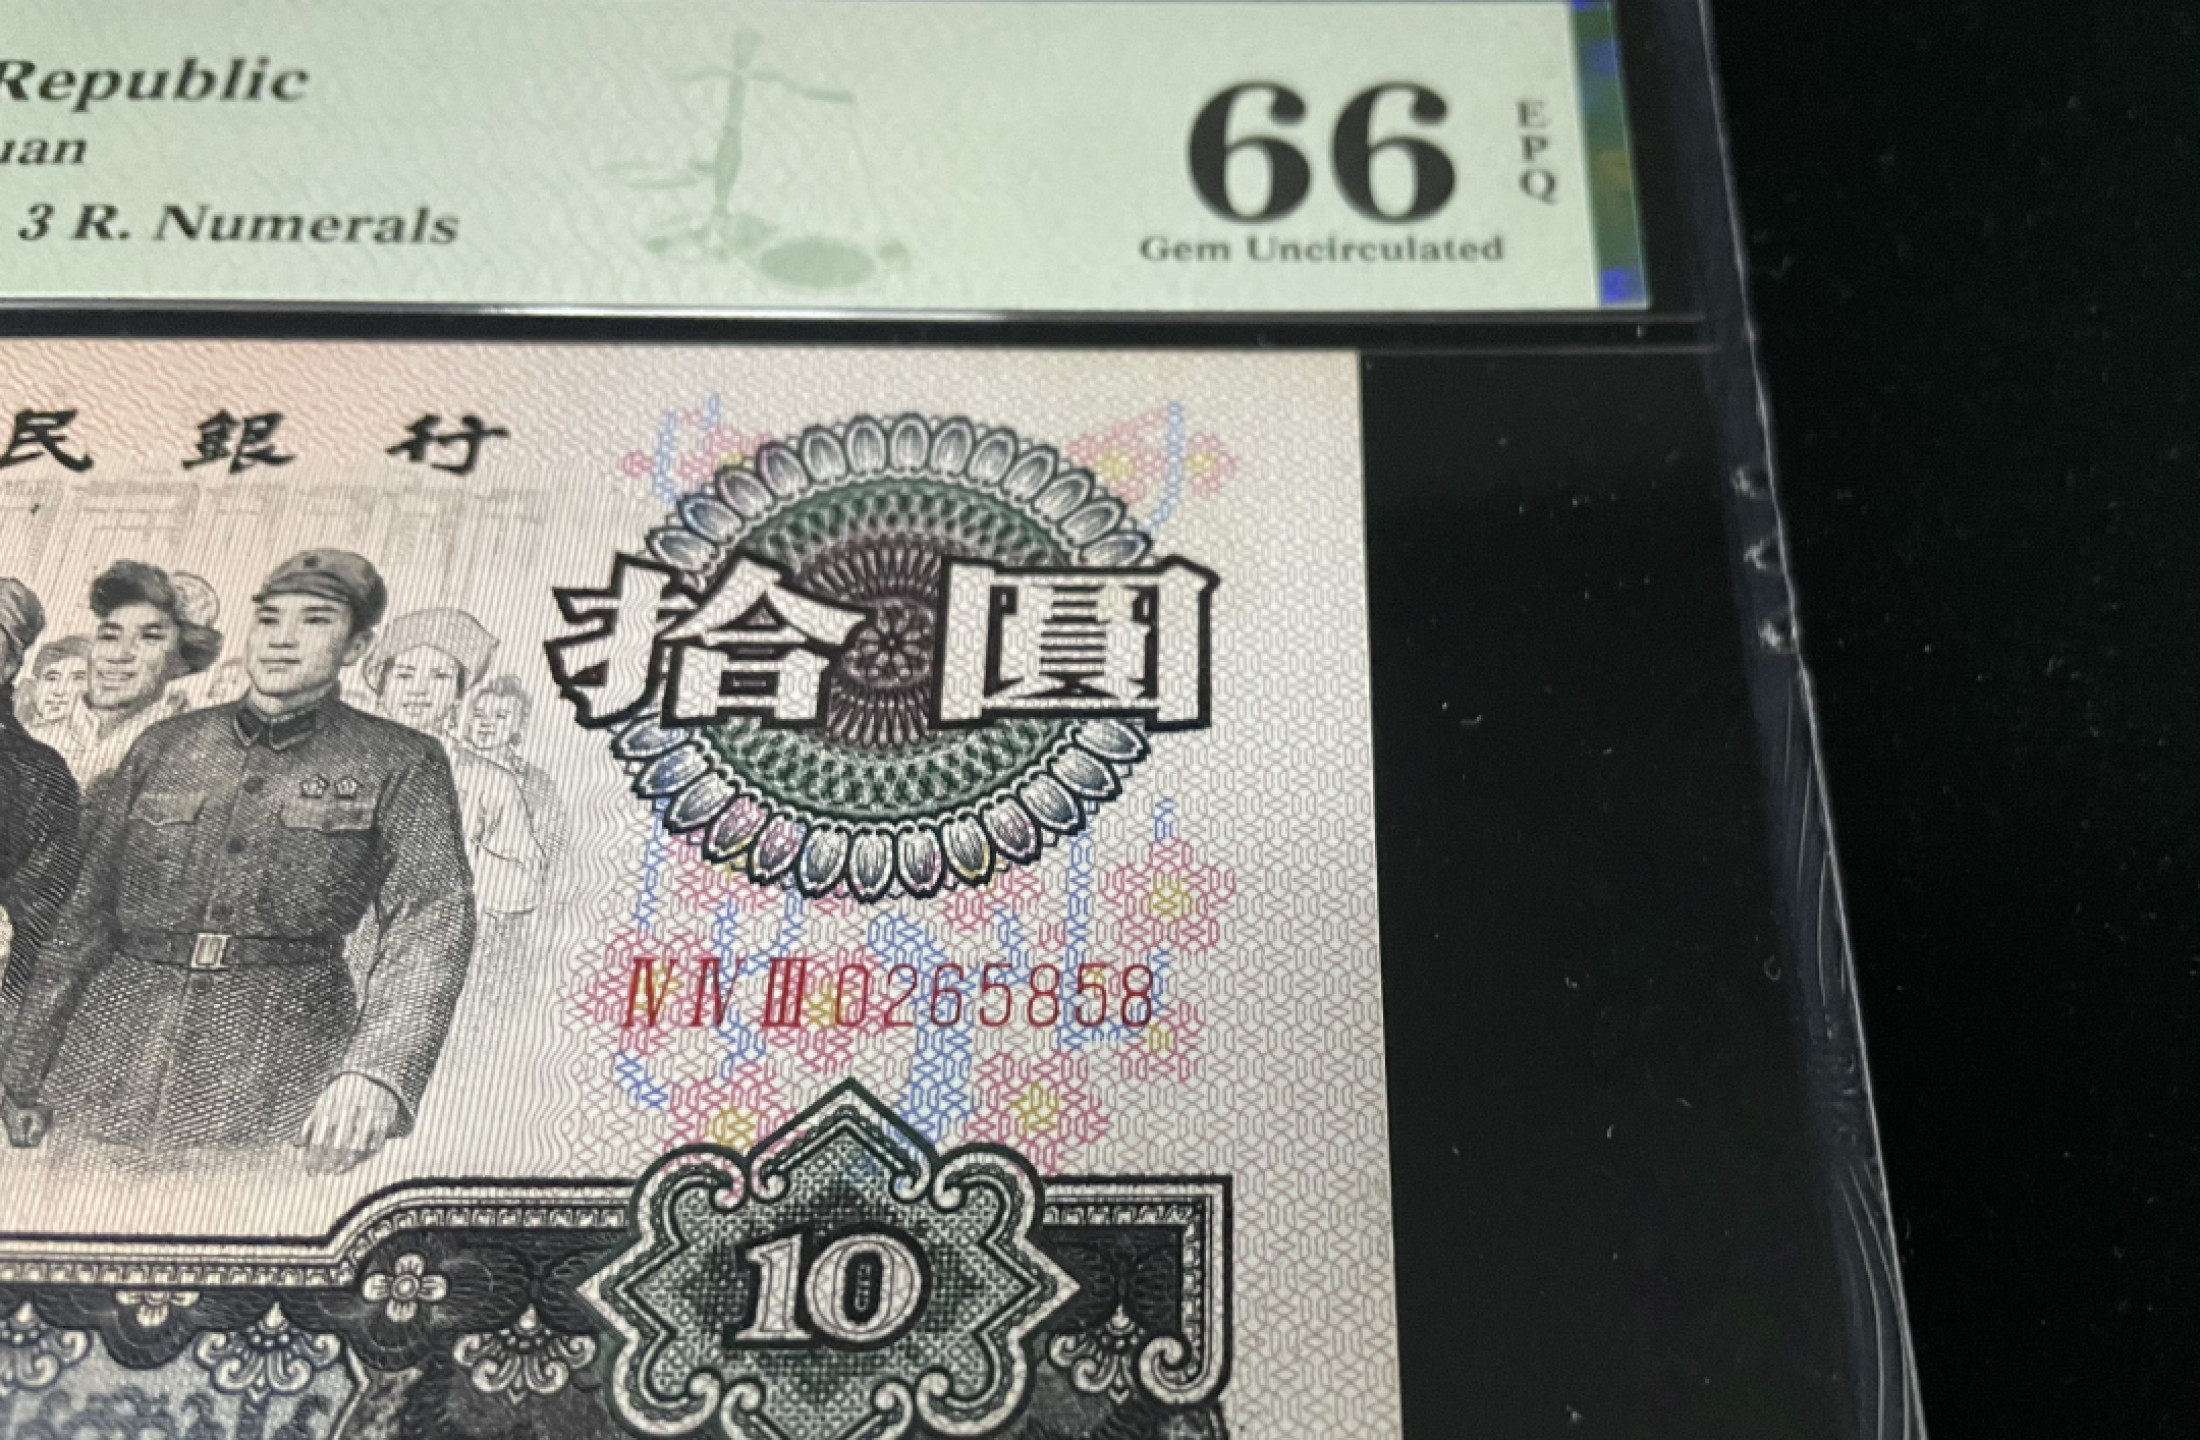 Republic
uan
3 R. Numerals
66
EPQ
Gem Uncirculated
民銀行
拾圓
Ⅳ Ⅳ Ⅲ 0265858
10